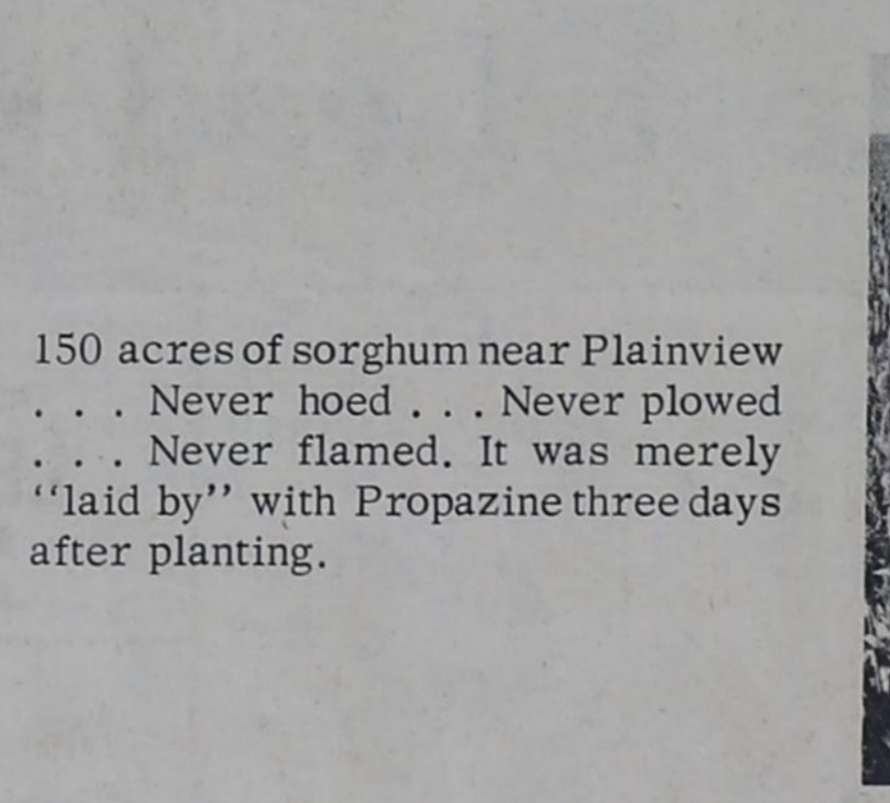 150 acres of sorghum near Plainview
. . . Never hoed . . . Never plowed
. . . Never flamed. It was merely
‘‘laid by’’ with Propazine three days
after planting.